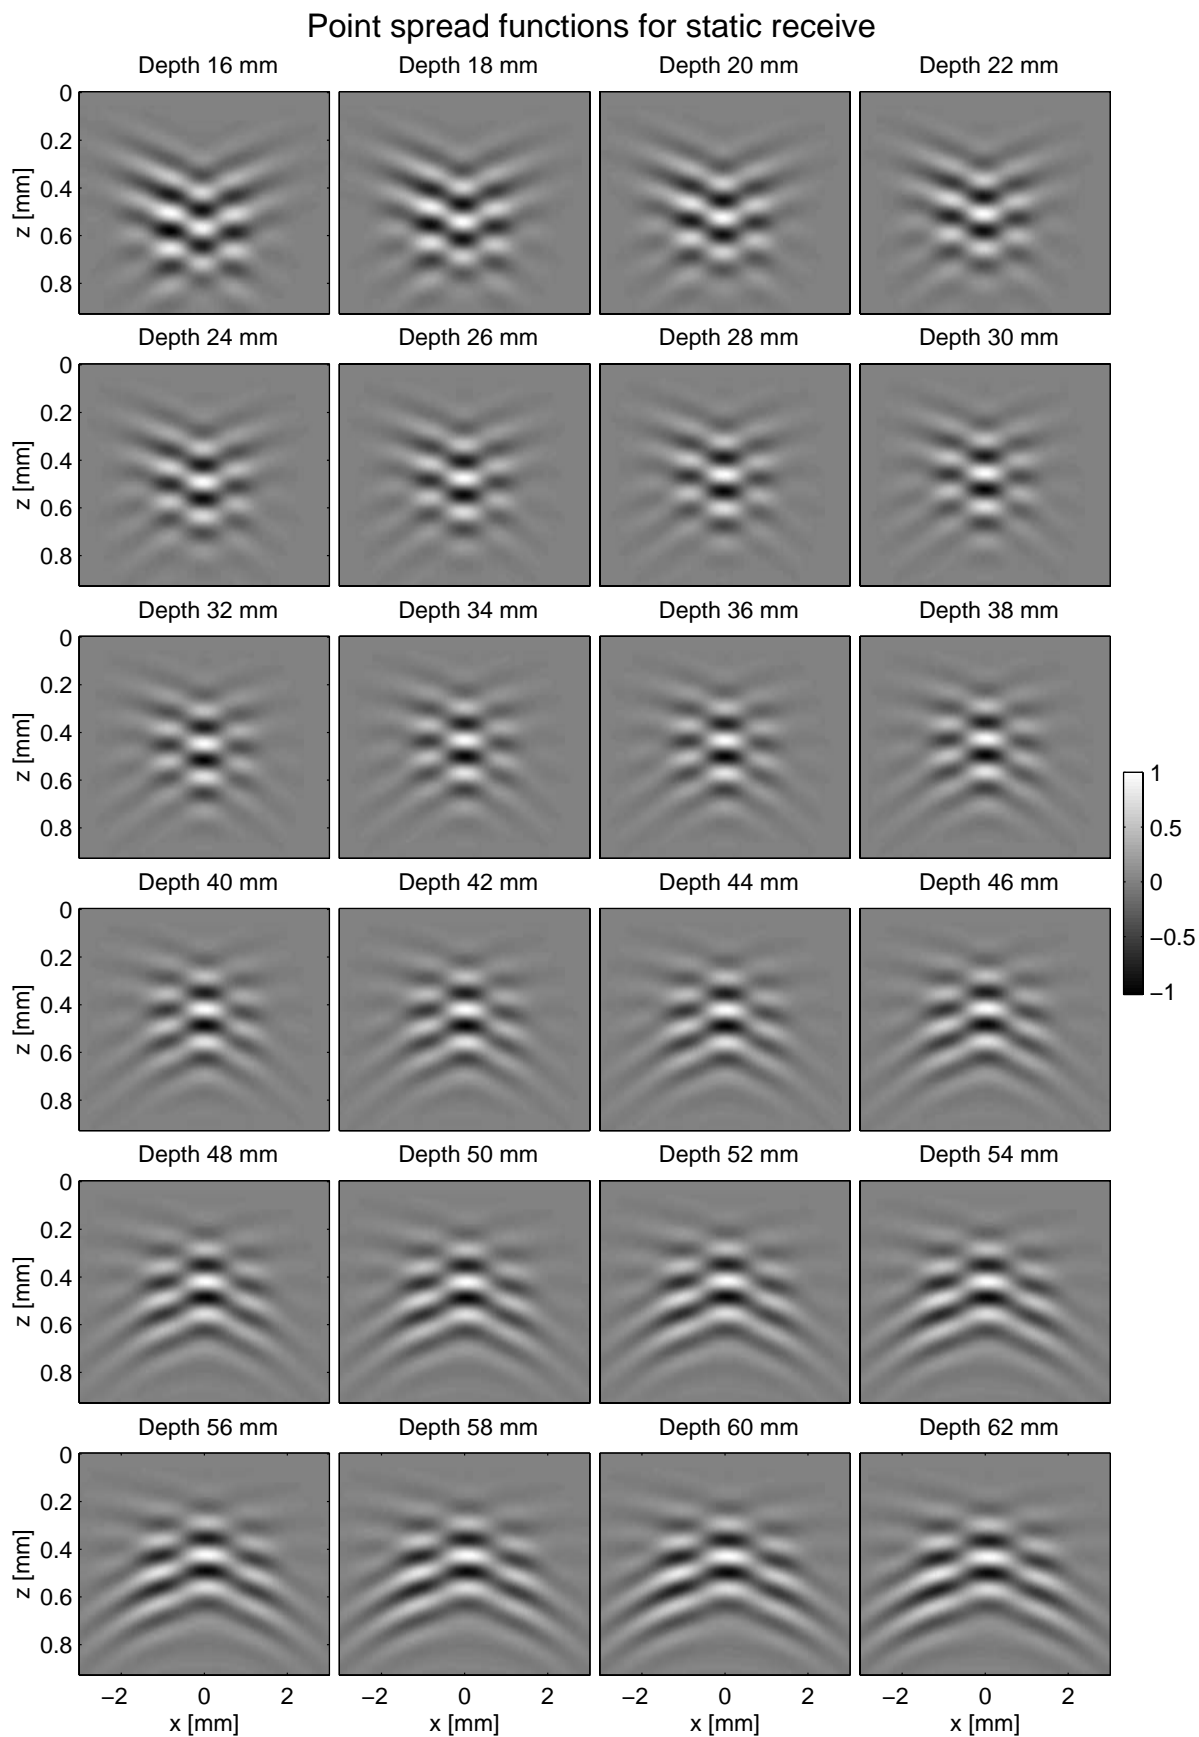 Point spread functions for static receive
Depth 16 mm Depth 18 mm Depth 20 mm Depth 22 mm
0
0.2
0.4
0.6
0.8
z [mm]
Depth 24 mm Depth 26 mm Depth 28 mm Depth 30 mm
0
0.2
0.4
0.6
0.8
z [mm]
Depth 32 mm Depth 34 mm Depth 36 mm Depth 38 mm
0
0.2
0.4
0.6
0.8
z [mm]
1
0.5
0
−0.5
−1
Depth 40 mm Depth 42 mm Depth 44 mm Depth 46 mm
0
0.2
0.4
0.6
0.8
z [mm]
Depth 48 mm Depth 50 mm Depth 52 mm Depth 54 mm
0
0.2
0.4
0.6
0.8
z [mm]
Depth 56 mm Depth 58 mm Depth 60 mm Depth 62 mm
0
0.2
0.4
0.6
0.8
z [mm]
−2 0 2 −2 0 2 −2 0 2 −2 0 2
x [mm] x [mm] x [mm] x [mm]